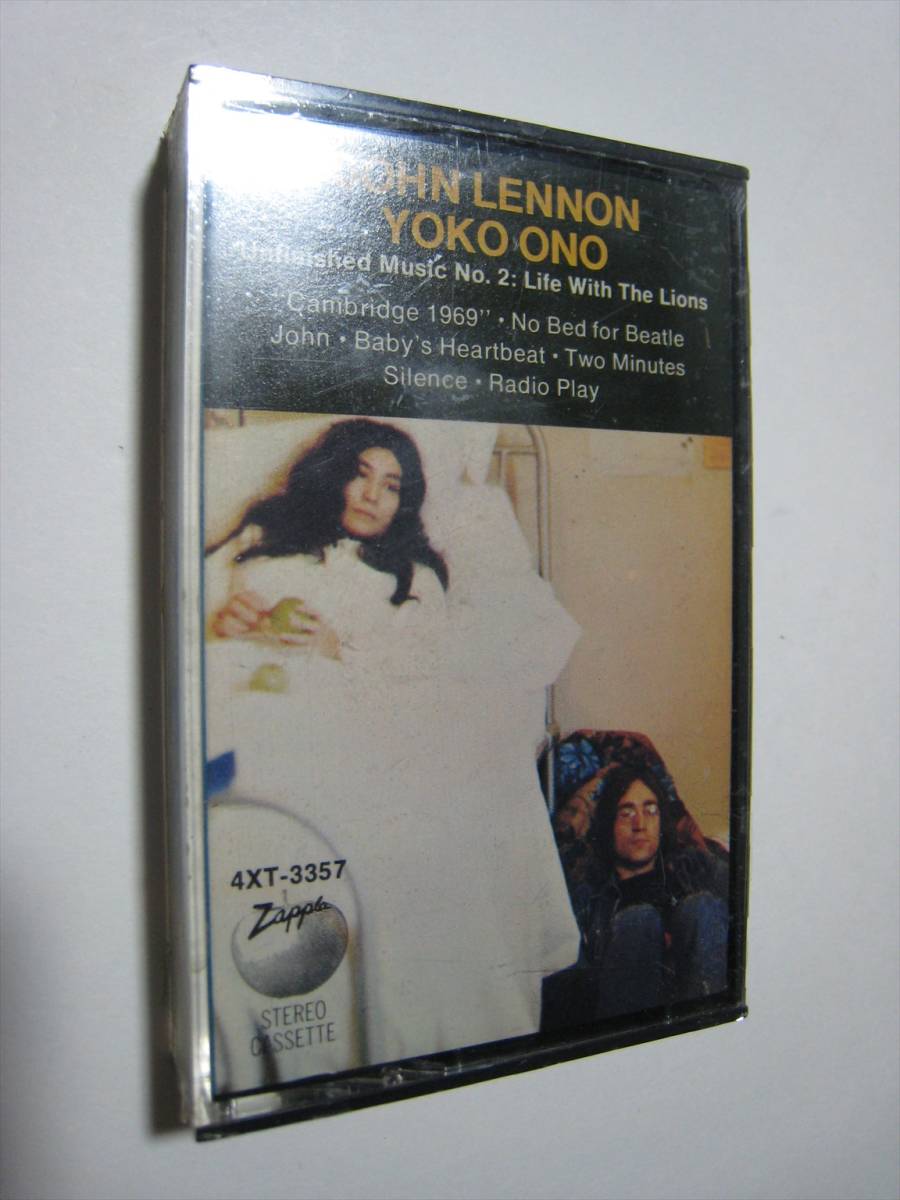 JOHN LENNON
YOKO ONO
Unfinished Music No. 2: Life With The Lions
"Cambridge 1969" • No Bed for Beatle
John • Baby's Heartbeat • Two Minutes
Silence • Radio Play
4XT-3357
Zapple
STEREO
CASSETTE